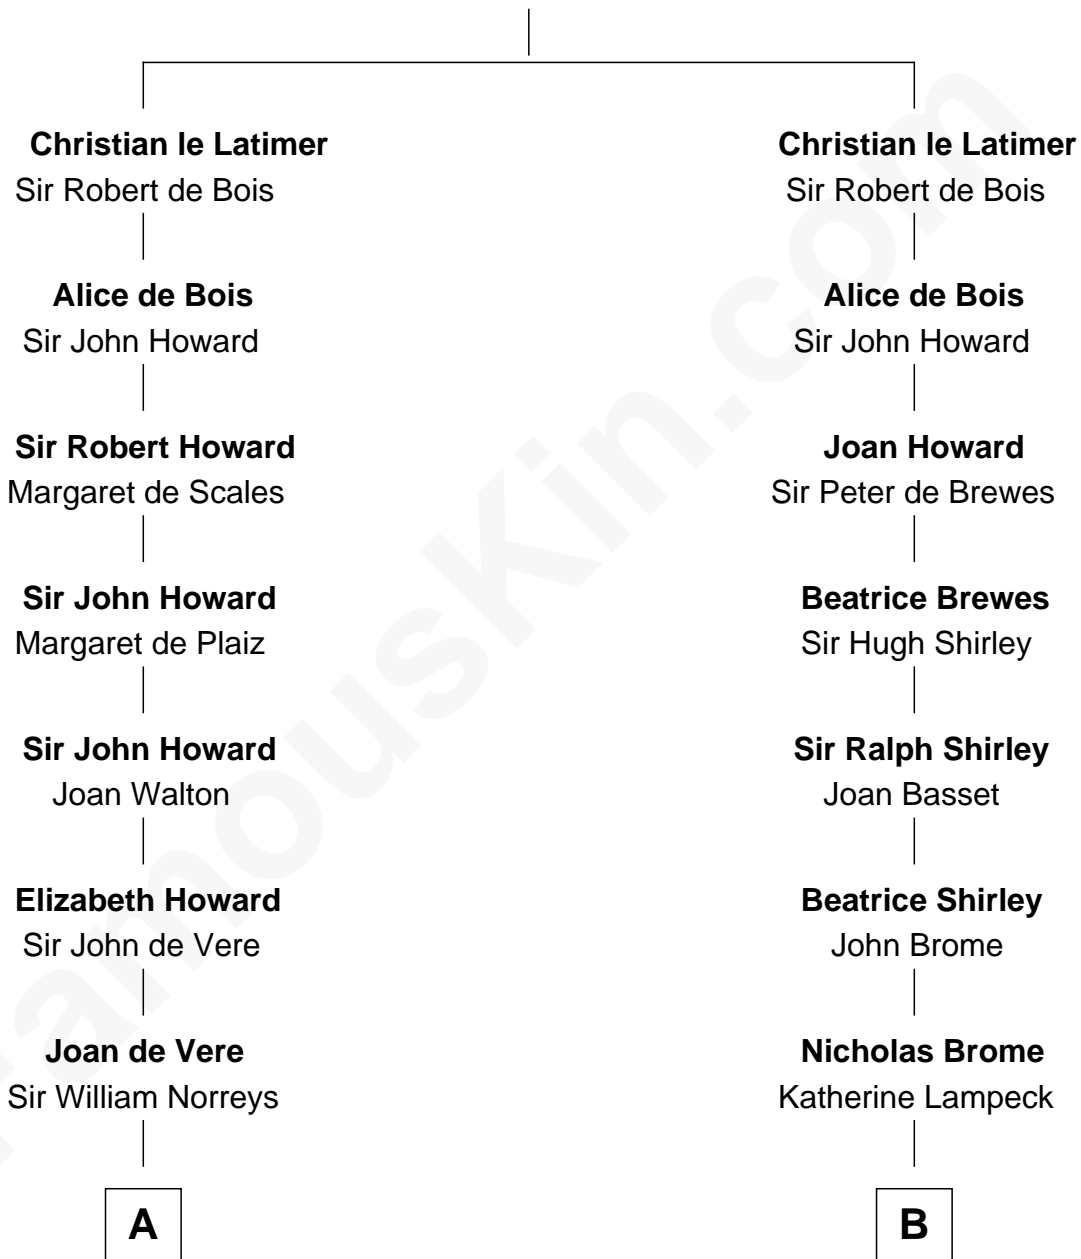 Christian le Latimer
Sir Robert de Bois
Alice de Bois
Sir John Howard
Sir Robert Howard
Margaret de Scales
Sir John Howard
Margaret de Plaiz
Sir John Howard
Joan Walton
Elizabeth Howard
Sir John de Vere
Joan de Vere
Sir William Norreys
A
Christian le Latimer
Sir Robert de Bois
Alice de Bois
Sir John Howard
Joan Howard
Sir Peter de Brewes
Beatrice Brewes
Sir Hugh Shirley
Sir Ralph Shirley
Joan Basset
Beatrice Shirley
John Brome
Nicholas Brome
Katherine Lampeck
B
FamousKin.com